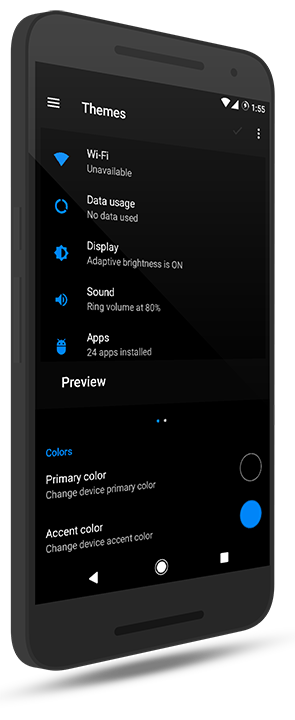 1:55
Themes
Wi-Fi
Unavailable
Data usage
No data used
Display
Adaptive brightness is ON
Sound
Ring volume at 80%
Apps
24 apps installed
Preview
Colors
Primary color
Change device primary color
Accent color
Change device accent color